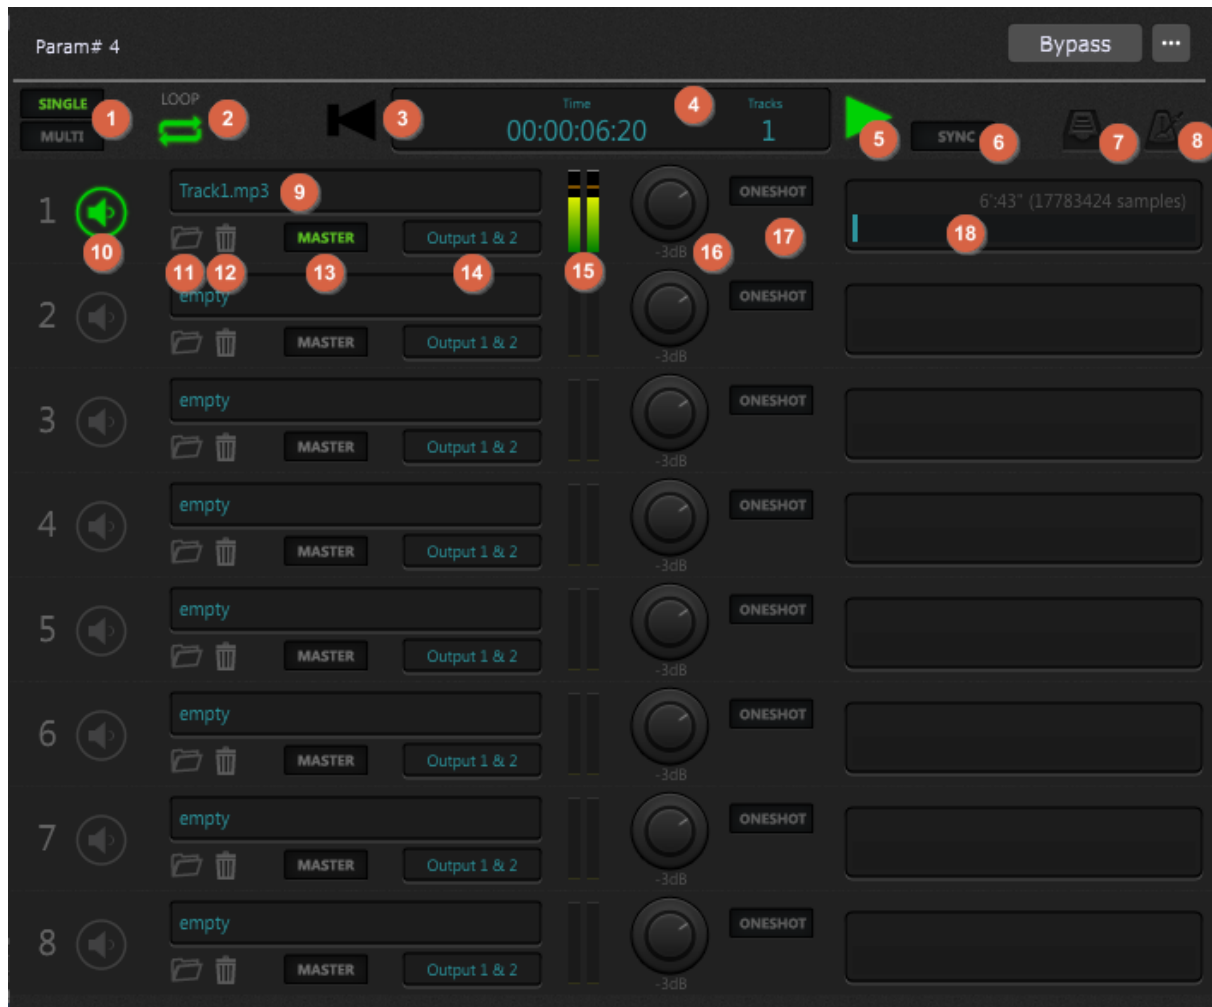 Param# 4
Bypass ...
SINGLE
MULTI
1
LOOP
2
3
Time
00:00:06:20
4
Tracks
1
5
SYNC
6
7
8
1
10
Track1.mp3
9
11
12
MASTER
13
Output 1 & 2
14
15
-3dB
16
ONESHOT
17
6':43" (17783424 samples)
18
2
empty
MASTER
Output 1 & 2
-3dB
ONESHOT
3
empty
MASTER
Output 1 & 2
-3dB
ONESHOT
4
empty
MASTER
Output 1 & 2
-3dB
ONESHOT
5
empty
MASTER
Output 1 & 2
-3dB
ONESHOT
6
empty
MASTER
Output 1 & 2
-3dB
ONESHOT
7
empty
MASTER
Output 1 & 2
-3dB
ONESHOT
8
empty
MASTER
Output 1 & 2
-3dB
ONESHOT